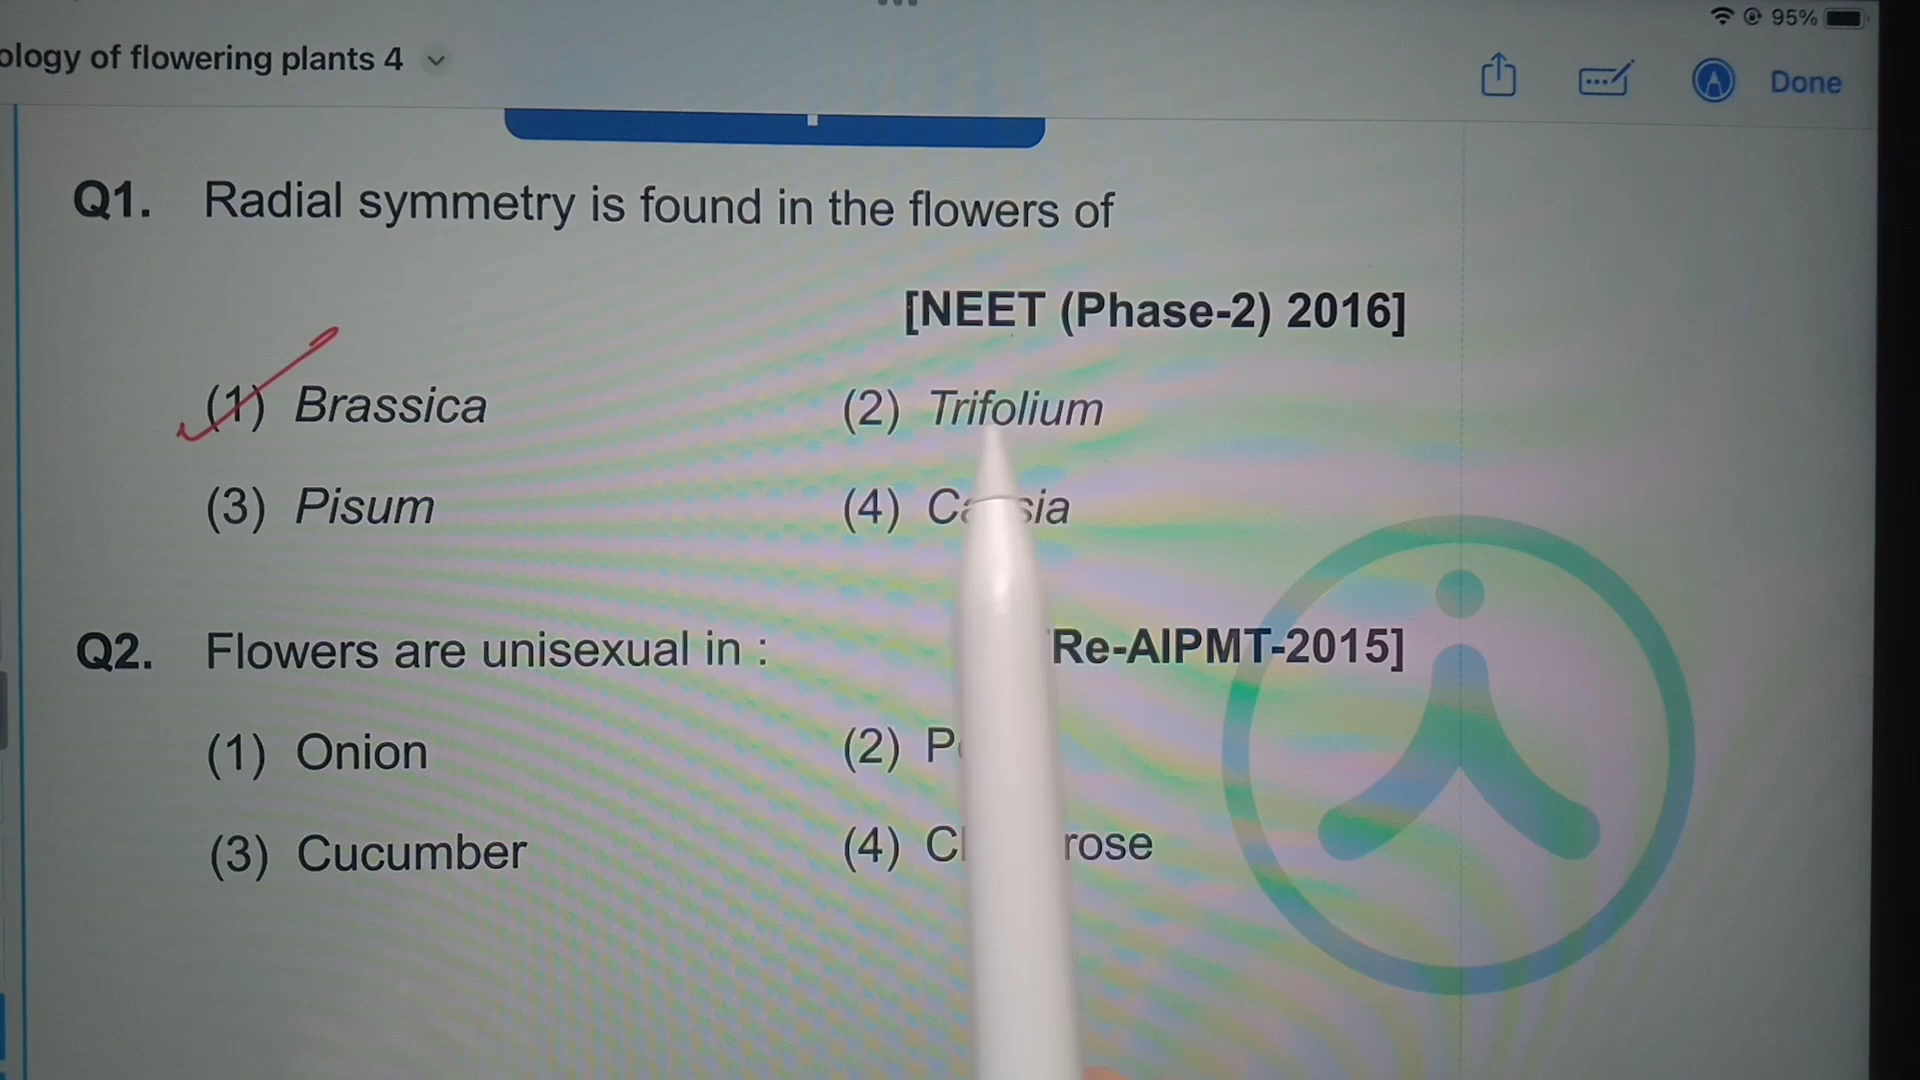 95%
ology of flowering plants 4
Done
Q1. Radial symmetry is found in the flowers of
[NEET (Phase-2) 2016]
(1) Brassica (2) Trifolium
(3) Pisum (4)
Q2. Flowers are unisexual in : Re-AIPMT-2015]
(1) Onion (2)
(3) Cucumber (4) rose